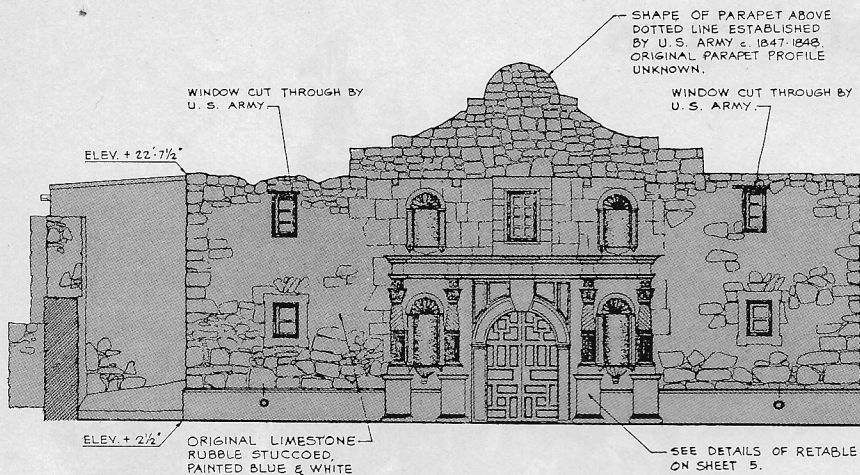 SHAPE OF PARAPET ABOVE
DOTTED LINE ESTABLISHED
BY U.S. ARMY c. 1847-1848.
ORIGINAL PARAPET PROFILE
UNKNOWN.
WINDOW CUT THROUGH BY
U.S. ARMY.
WINDOW CUT THROUGH BY
U.S. ARMY.
ELEV. + 22'-7½"
ELEV. + 2½"
ORIGINAL LIMESTONE
RUBBLE STUCCOED,
PAINTED BLUE & WHITE
SEE DETAILS OF RETABLE
ON SHEET 5.